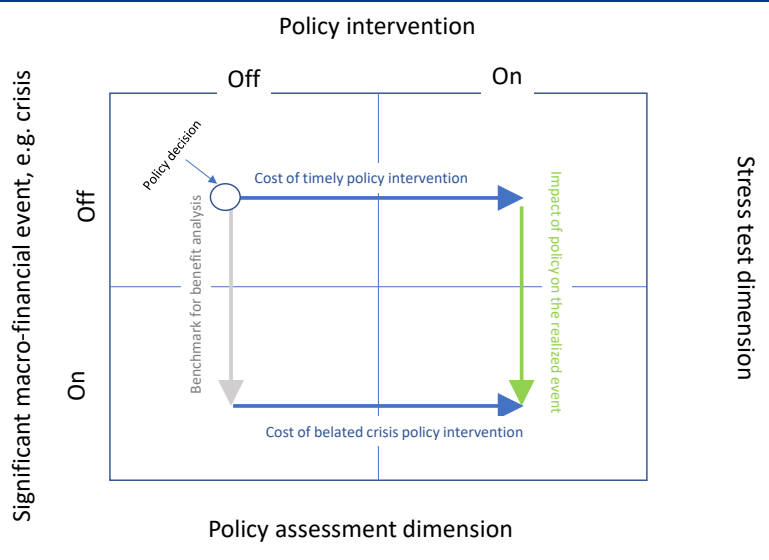 Policy intervention
Off
On
Significant macro-financial event, e.g. crisis
Off
On
Policy decision
Cost of timely policy intervention
Benchmark for benefit analysis
Impact of policy on the realized event
Cost of belated crisis policy intervention
Stress test dimension
Policy assessment dimension